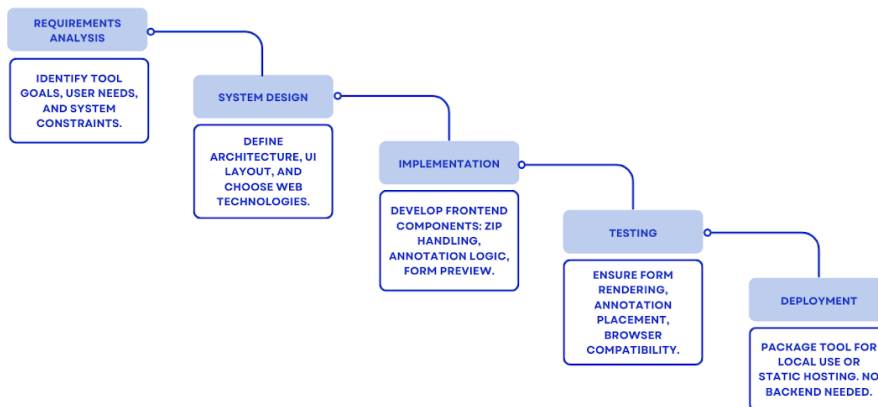 REQUIREMENTS
ANALYSIS
IDENTIFY TOOL
GOALS, USER NEEDS,
AND SYSTEM
CONSTRAINTS.
SYSTEM DESIGN
DEFINE
ARCHITECTURE, UI
LAYOUT, AND
CHOOSE WEB
TECHNOLOGIES.
IMPLEMENTATION
DEVELOP FRONTEND
COMPONENTS: ZIP
HANDLING,
ANNOTATION LOGIC,
FORM PREVIEW.
TESTING
ENSURE FORM
RENDERING,
ANNOTATION
PLACEMENT,
BROWSER
COMPATIBILITY.
DEPLOYMENT
PACKAGE TOOL FOR
LOCAL USE OR
STATIC HOSTING. NO
BACKEND NEEDED.